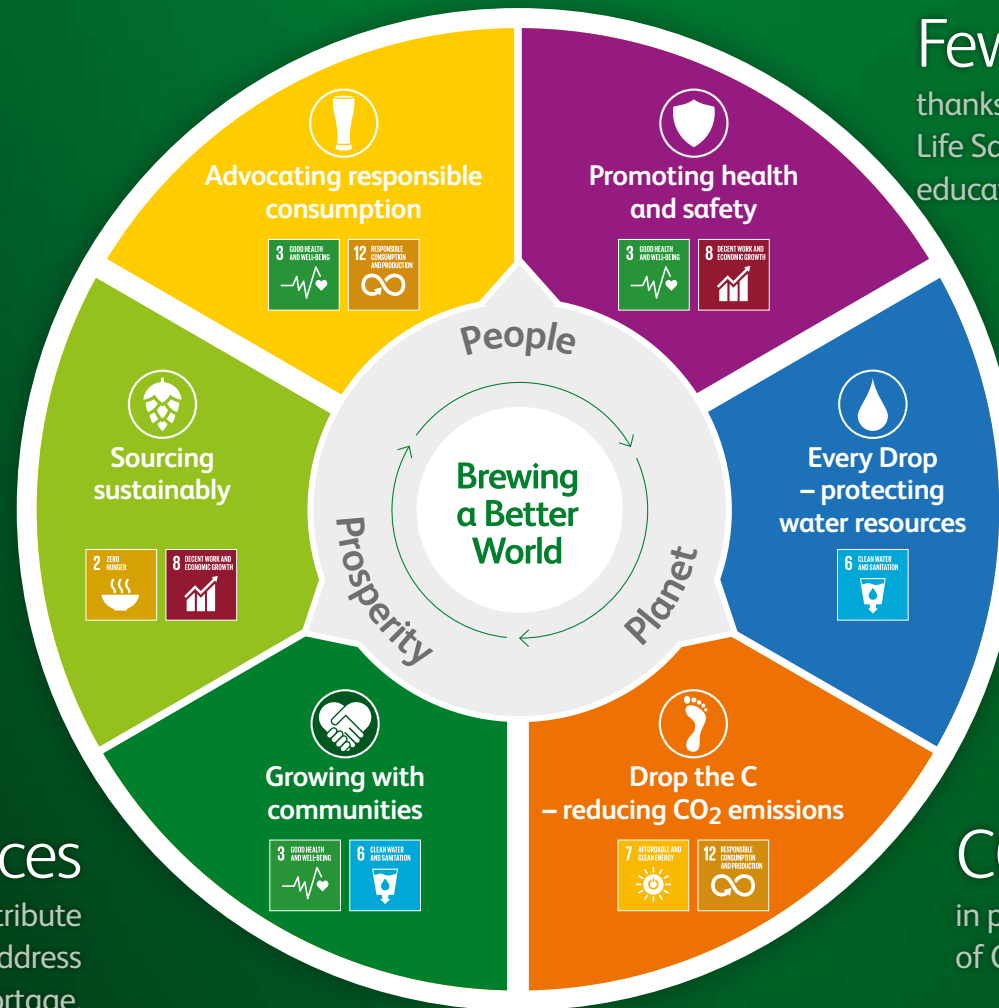 Few
thanks
Life Sa
educat
Advocating responsible
consumption
3 GOOD HEALTH
AND WELL-BEING
12 RESPONSIBLE
CONSUMPTION
AND PRODUCTION
Promoting health
and safety
3 GOOD HEALTH
AND WELL-BEING
8 DECENT WORK AND
ECONOMIC GROWTH
People
Sourcing
sustainably
2 ZERO
HUNGER
8 DECENT WORK AND
ECONOMIC GROWTH
Brewing
a Better
World
Every Drop
– protecting
water resources
6 CLEAN WATER
AND SANITATION
Prosperity
Planet
Growing with
communities
3 GOOD HEALTH
AND WELL-BEING
6 CLEAN WATER
AND SANITATION
Drop the C
– reducing CO2 emissions
7 AFFORDABLE AND
CLEAN ENERGY
12 RESPONSIBLE
CONSUMPTION
AND PRODUCTION
ces
tribute
ddress
ortage.
in p
of C